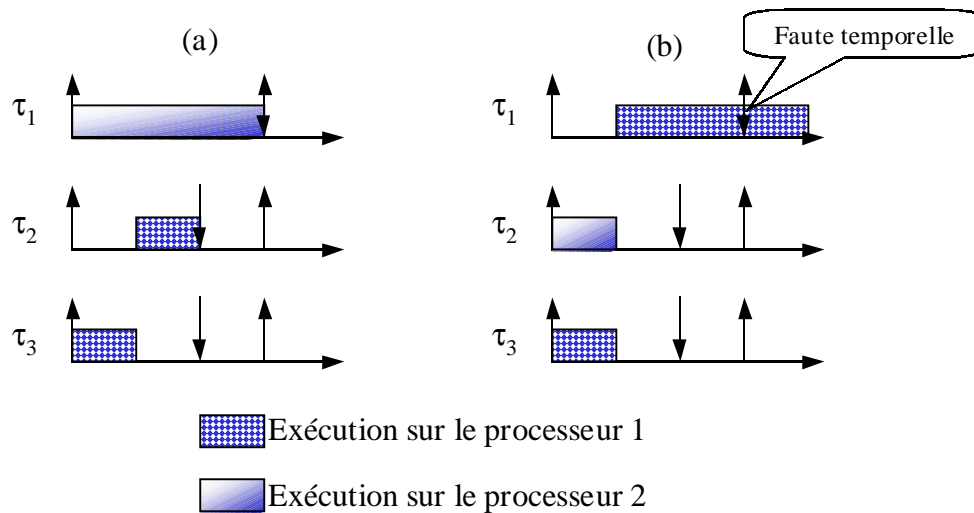 (a)
(b)
Faute temporelle
τ1
τ1
τ2
τ2
τ3
τ3
Exécution sur le processeur 1
Exécution sur le processeur 2